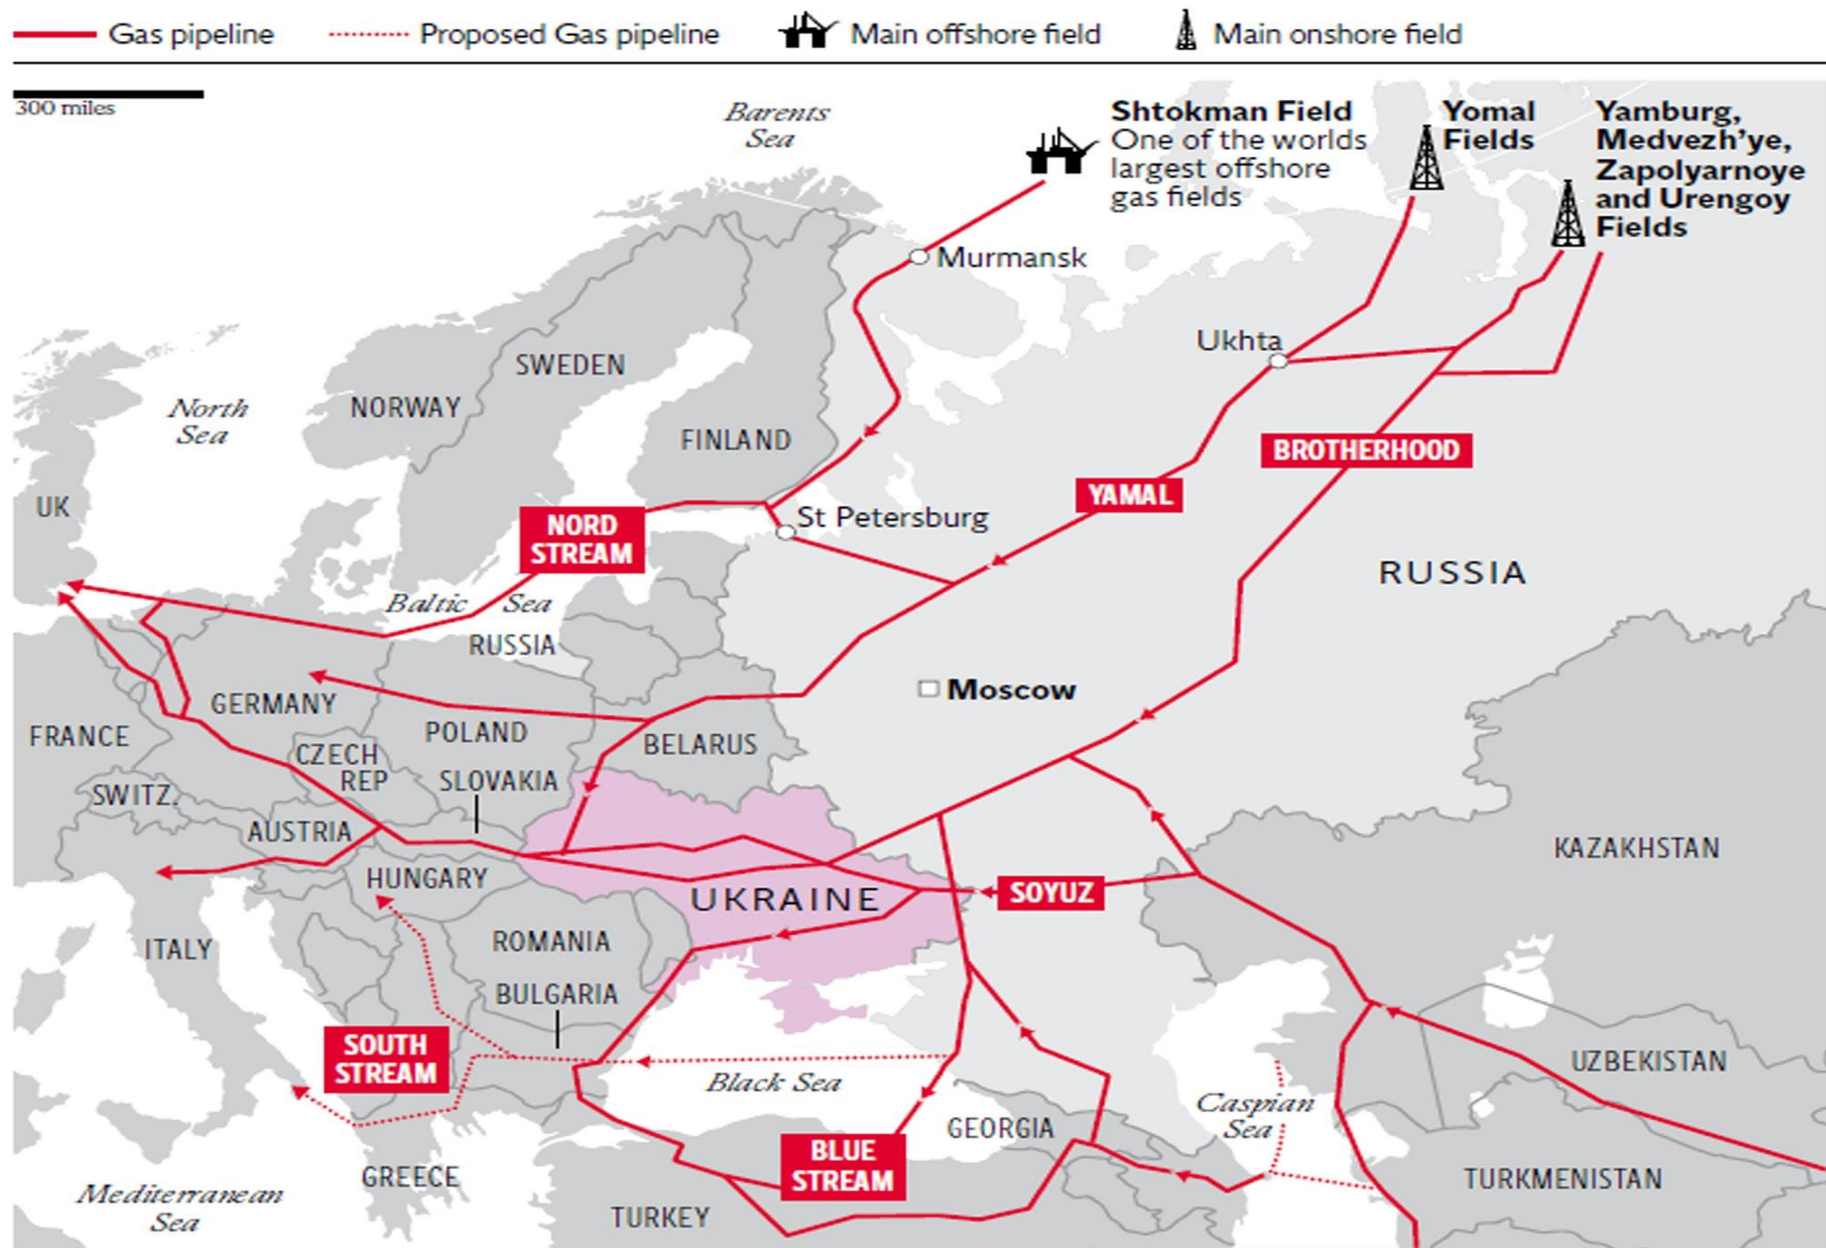 Gas pipeline
Proposed Gas pipeline
Main offshore field
Main onshore field
300 miles
Barents
Sea
Shtokman Field
One of the worlds
largest offshore
gas fields
Yomal
Fields
Yamburg,
Medvezh'ye,
Zapolyarnoye
and Urengoy
Fields
Murmansk
Ukhta
SWEDEN
NORWAY
North
Sea
FINLAND
BROTHERHOOD
YAMAL
UK
NORD
STREAM
St Petersburg
RUSSIA
Baltic Sea
RUSSIA
Moscow
GERMANY
FRANCE
POLAND
BELARUS
CZECH
REP
SLOVAKIA
SWITZ.
AUSTRIA
KAZAKHSTAN
HUNGARY
UKRAINE
SOYUZ
ITALY
ROMANIA
BULGARIA
SOUTH
STREAM
Black Sea
UZBEKISTAN
Caspian
Sea
GEORGIA
BLUE
STREAM
GREECE
TURKMENISTAN
Mediterranean
Sea
TURKEY